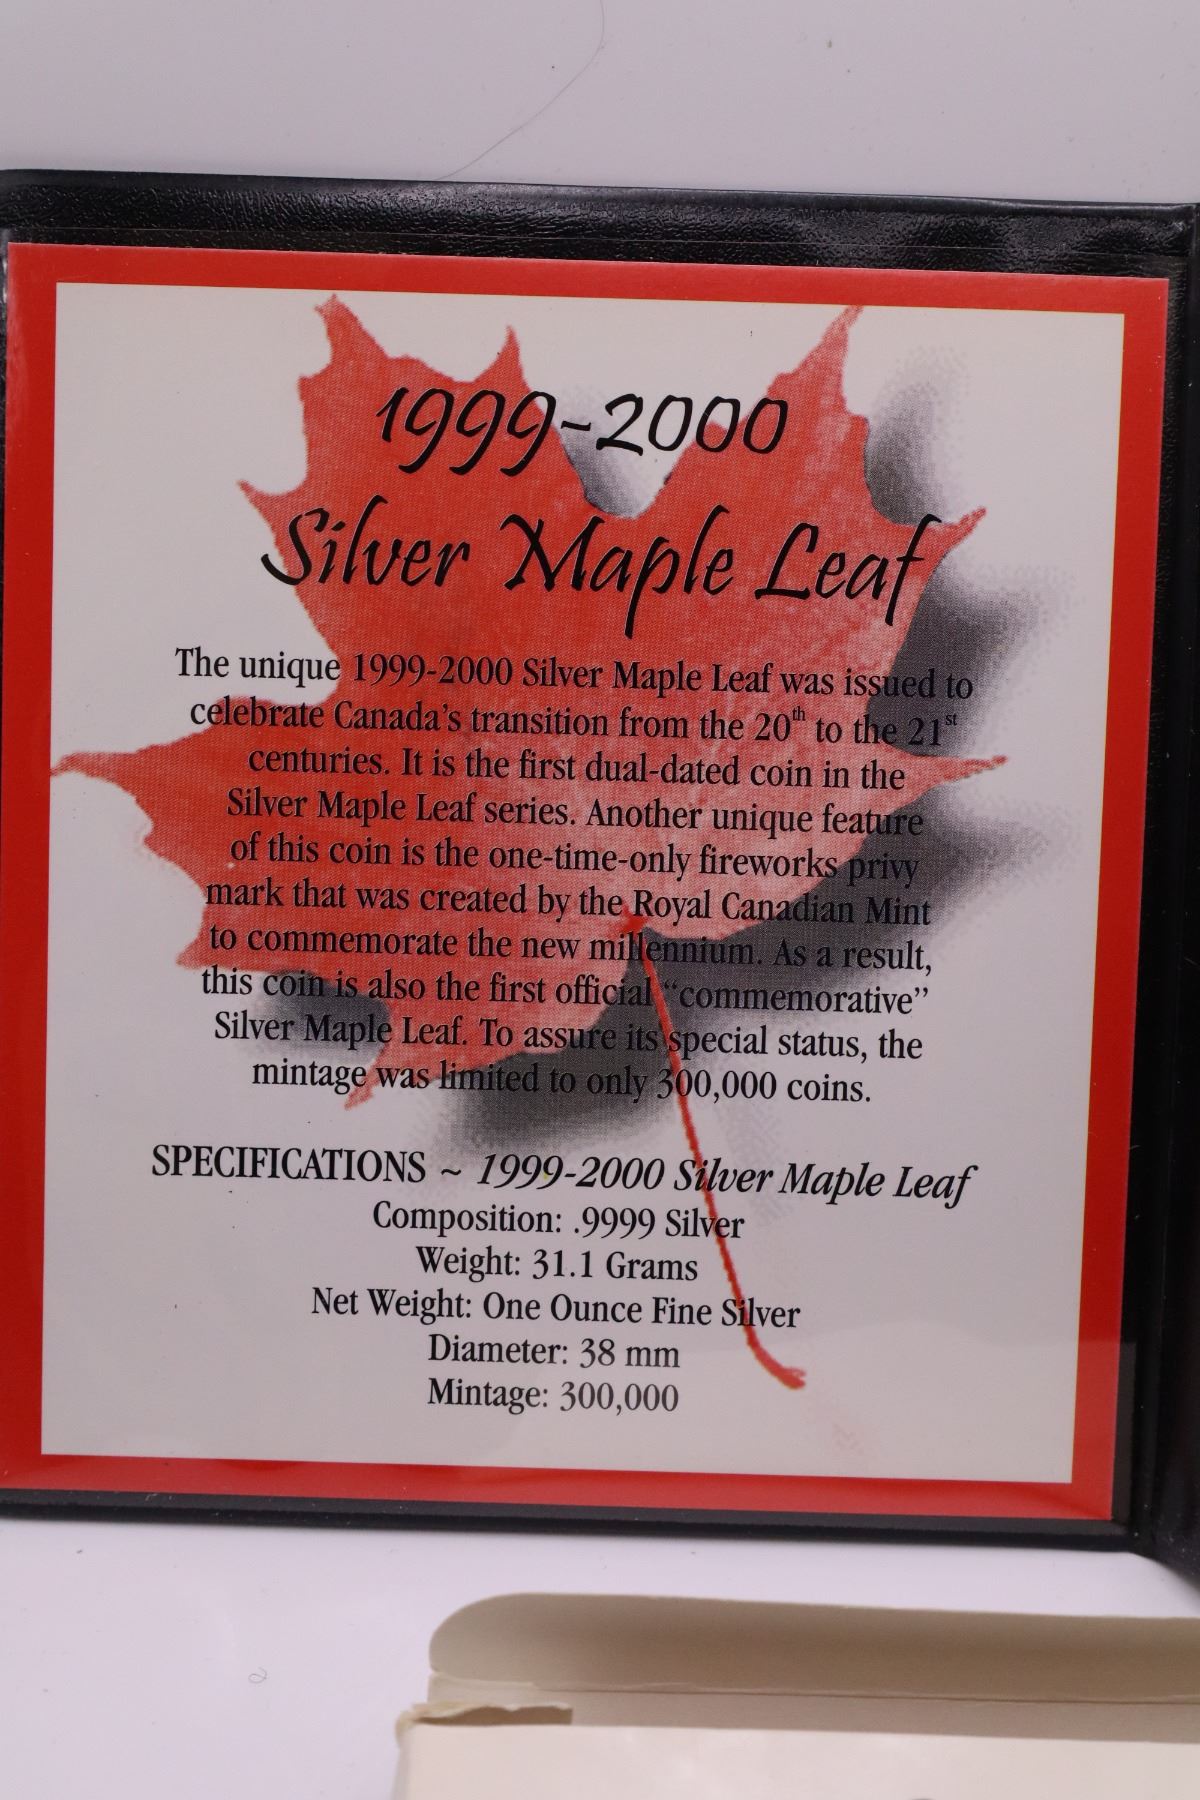 1999-2000
Silver Maple Leaf
The unique 1999-2000 Silver Maple Leaf was issued to
celebrate Canada's transition from the 20th to the 21st
centuries. It is the first dual-dated coin in the
Silver Maple Leaf series. Another unique feature
of this coin is the one-time-only fireworks privy
mark that was created by the Royal Canadian Mint
to commemorate the new millennium. As a result,
this coin is also the first official “commemorative”
Silver Maple Leaf. To assure its special status, the
mintage was limited to only 300,000 coins.
SPECIFICATIONS ~ 1999-2000 Silver Maple Leaf
Composition: .9999 Silver
Weight: 31.1 Grams
Net Weight: One Ounce Fine Silver
Diameter: 38 mm
Mintage: 300,000